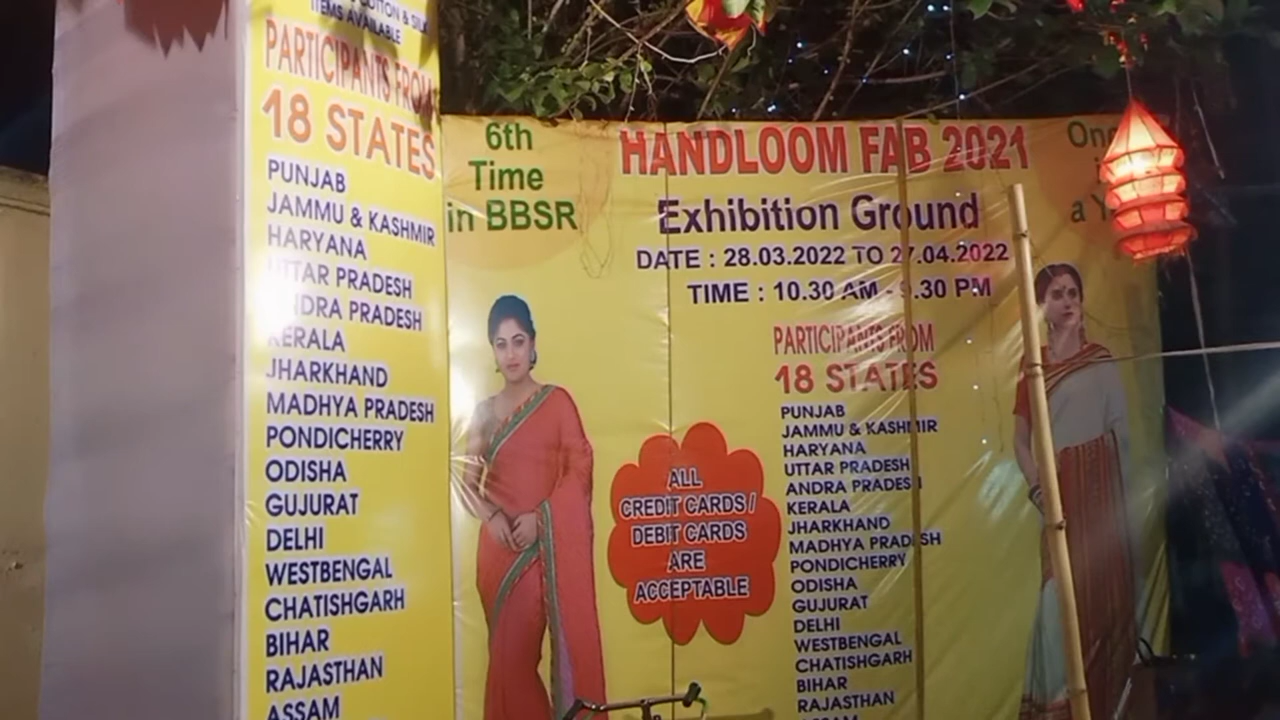 COTTON & SILK
ITEMS AVAILABLE
PARTICIPANTS FROM
18 STATES
PUNJAB
JAMMU & KASHMIR
HARYANA
UTTAR PRADESH
ANDRA PRADESH
KERALA
JHARKHAND
MADHYA PRADESH
PONDICHERRY
ODISHA
GUJURAT
DELHI
WESTBENGAL
CHATISHGARH
BIHAR
RAJASTHAN
ASSAM
6th
Time
in BBSR
HANDLOOM FAB 2021
Exhibition Ground
DATE : 28.03.2022 TO 27.04.2022
TIME : 10.30 AM - 9.30 PM
PARTICIPANTS FROM
18 STATES
PUNJAB
JAMMU & KASHMIR
HARYANA
UTTAR PRADESH
ANDRA PRADESH
KERALA
JHARKHAND
MADHYA PRADESH
PONDICHERRY
ODISHA
GUJURAT
DELHI
WESTBENGAL
CHATISHGARH
BIHAR
RAJASTHAN
ASSAM
ALL
CREDIT CARDS /
DEBIT CARDS
ARE
ACCEPTABLE
a